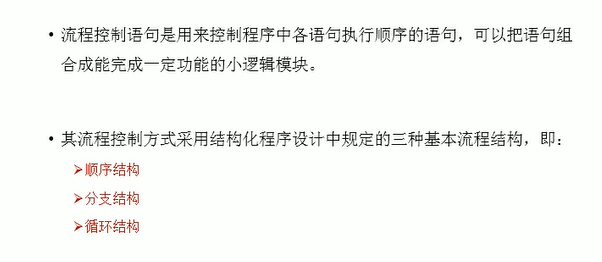 • 流程控制语句是用来控制程序中各语句执行顺序的语句，可以把语句组
合成能完成一定功能的小逻辑模块。
• 其流程控制方式采用结构化程序设计中规定的三种基本流程结构，即：
➢顺序结构
➢分支结构
➢循环结构